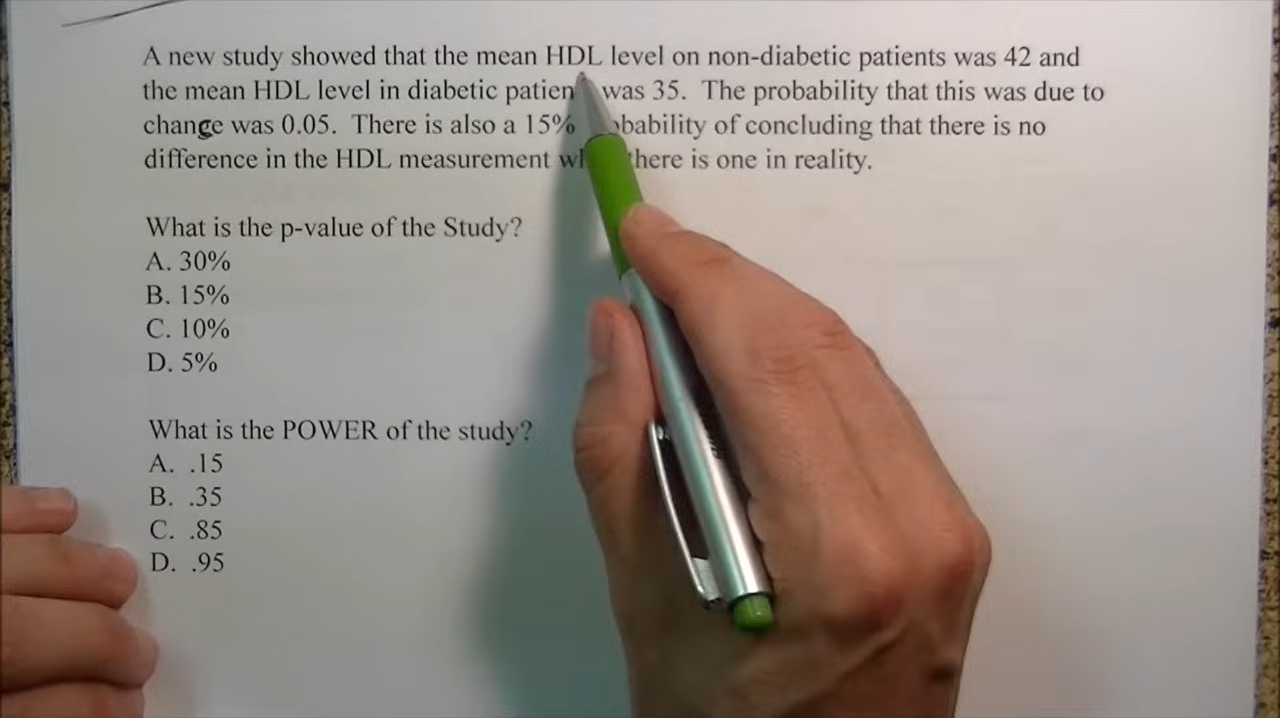 A new study showed that the mean HDL level on non-diabetic patients was 42 and
the mean HDL level in diabetic patien was 35. The probability that this was due to
chance was 0.05. There is also a 15% obability of concluding that there is no
difference in the HDL measurement wh there is one in reality.
What is the p-value of the Study?
A. 30%
B. 15%
C. 10%
D. 5%
What is the POWER of the study?
A. .15
B. .35
C. .85
D. .95